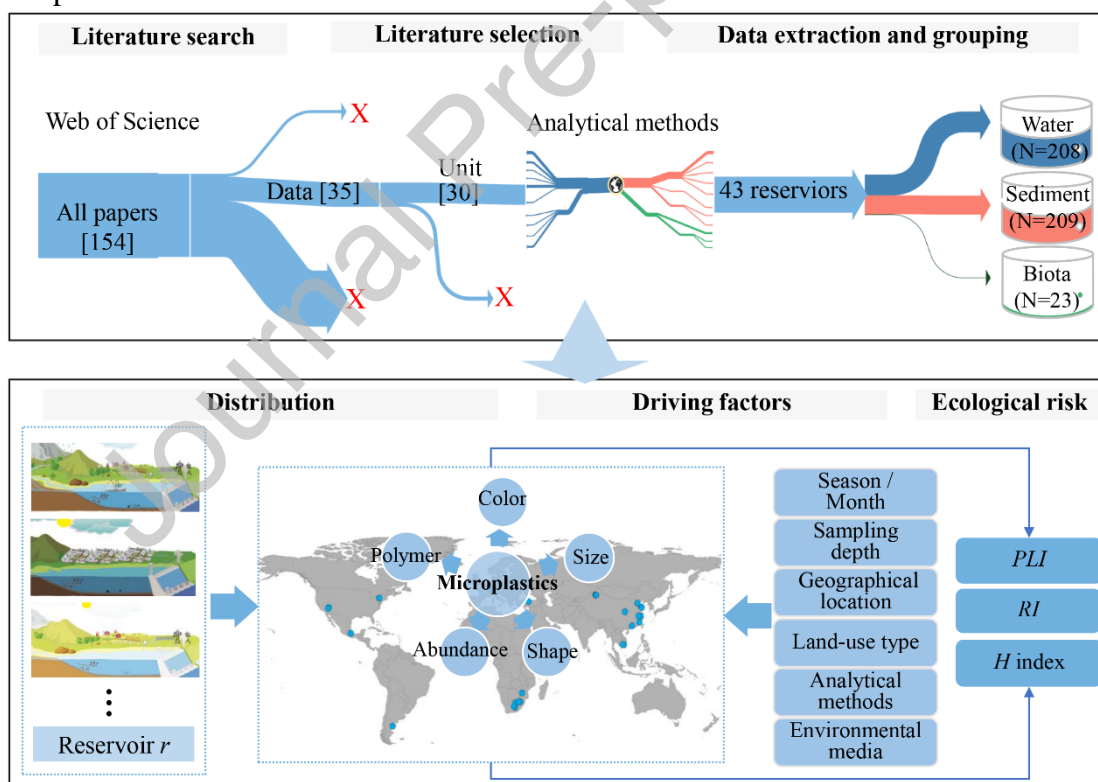 Literature search
Literature selection
Data extraction and grouping
Web of Science
X
Analytical methods
Water
(N=208)
All papers
[154]
Data [35]
Unit
[30]
43 reserviors
Sediment
(N=209)
X
X
Biota
(N=23)
Journal Pre-p
Distribution
Driving factors
Ecological risk
Color
Polymer
Size
Microplastics
Abundance
Shape
Reservoir r
Season /
Month
Sampling
depth
Geographical
location
Land-use type
Analytical
methods
Environmental
media
PLI
RI
H index